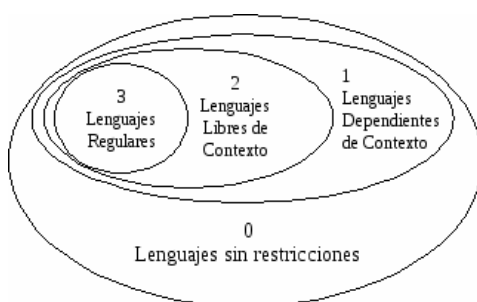 3
Lenguajes
Regulares
2
Lenguajes
Libres de
Contexto
1
Lenguajes
Dependientes
de Contexto
0
Lenguajes sin restricciones